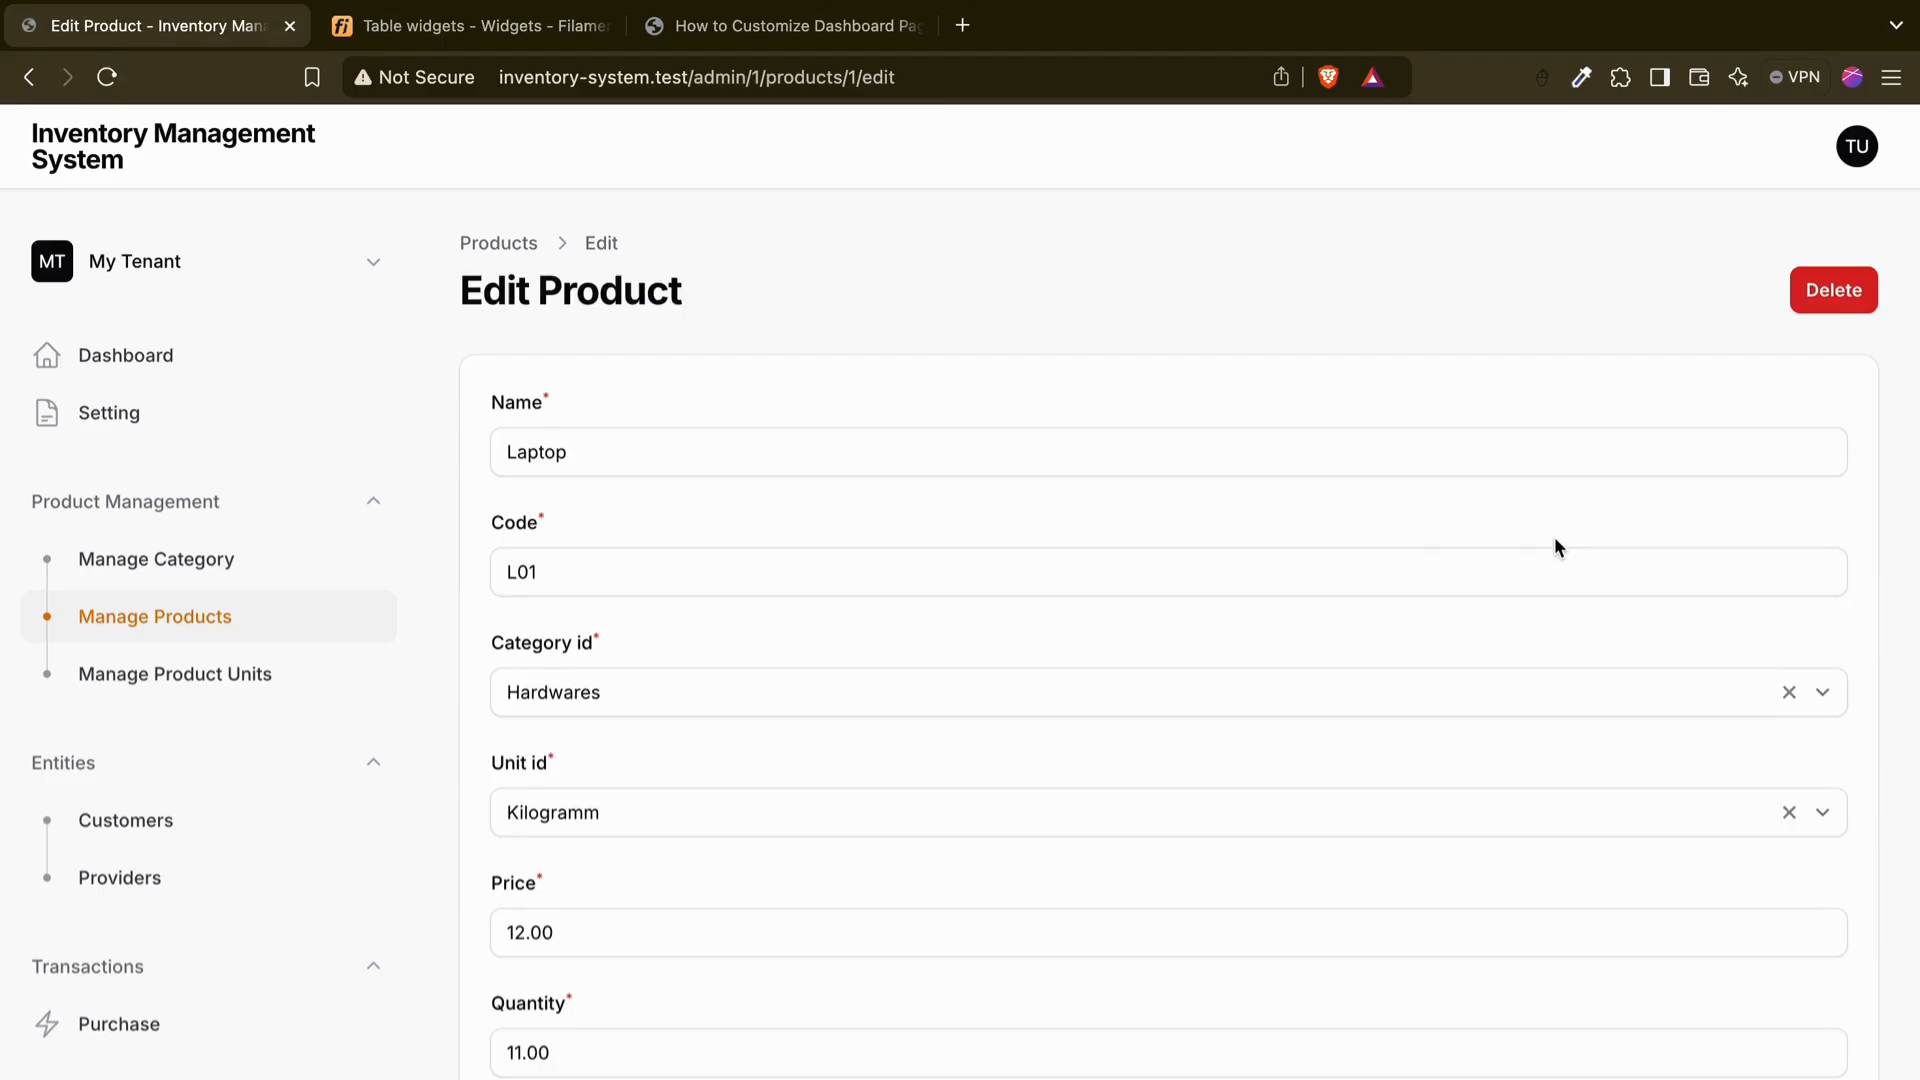 Edit Product - Inventory Man
Table widgets - Widgets - Filamen
How to Customize Dashboard Pag
Not Secure
inventory-system.test/admin/1/products/1/edit
VPN
Inventory Management
System
TU
MT
My Tenant
Dashboard
Setting
Product Management
Manage Category
Manage Products
Manage Product Units
Entities
Customers
Providers
Transactions
Purchase
Products
Edit
Edit Product
Delete
Name*
Laptop
Code*
L01
Category id*
Hardwares
Unit id*
Kilogramm
Price*
12.00
Quantity*
11.00